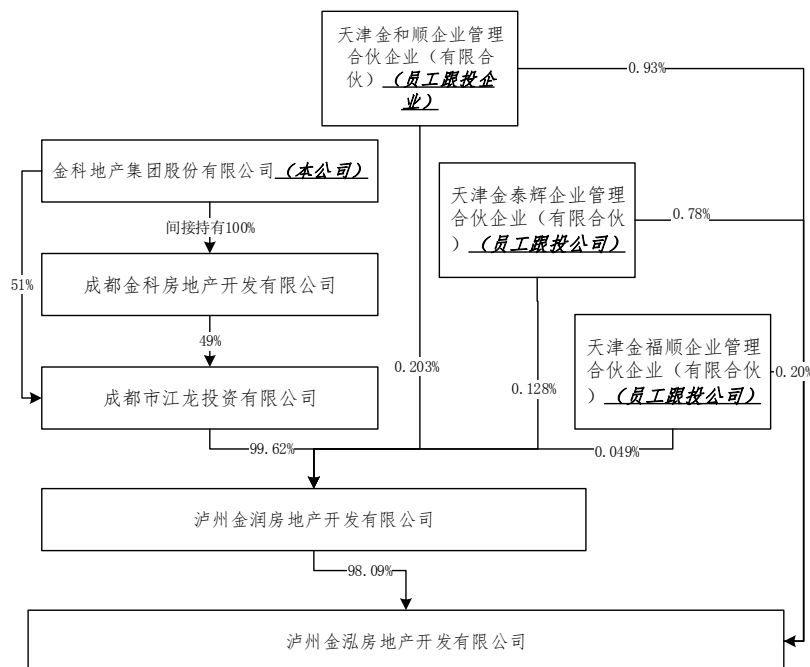 天津金和顺企业管理
合伙企业（有限合
伙）（员工跟投企
业）
0.93%
金科地产集团股份有限公司（本公司）
天津金泰辉企业管理
合伙企业（有限合伙
）（员工跟投公司）
0.78%
间接持有100%
51%
成都金科房地产开发有限公司
49%
天津金福顺企业管理
合伙企业（有限合伙
）（员工跟投公司）
0.20%
0.203%
0.128%
成都市江龙投资有限公司
99.62%
0.049%
泸州金润房地产开发有限公司
98.09%
泸州金泓房地产开发有限公司